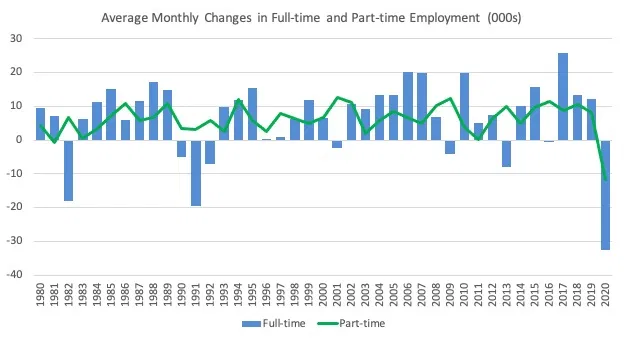 Average Monthly Changes in Full-time and Part-time Employment (000s)
30
20
10
0
-10
-20
-30
-40
1980 1981 1982 1983 1984 1985 1986 1987 1988 1989 1990 1991 1992 1993 1994 1995 1996 1997 1998 1999 2000 2001 2002 2003 2004 2005 2006 2007 2008 2009 2010 2011 2012 2013 2014 2015 2016 2017 2018 2019 2020
Full-time Part-time